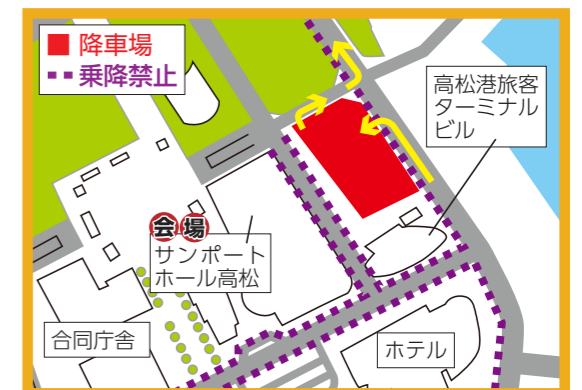 降車場
乗降禁止
高松港旅客
ターミナル
ビル
会場
サンポート
ホール高松
合同庁舎
ホテル